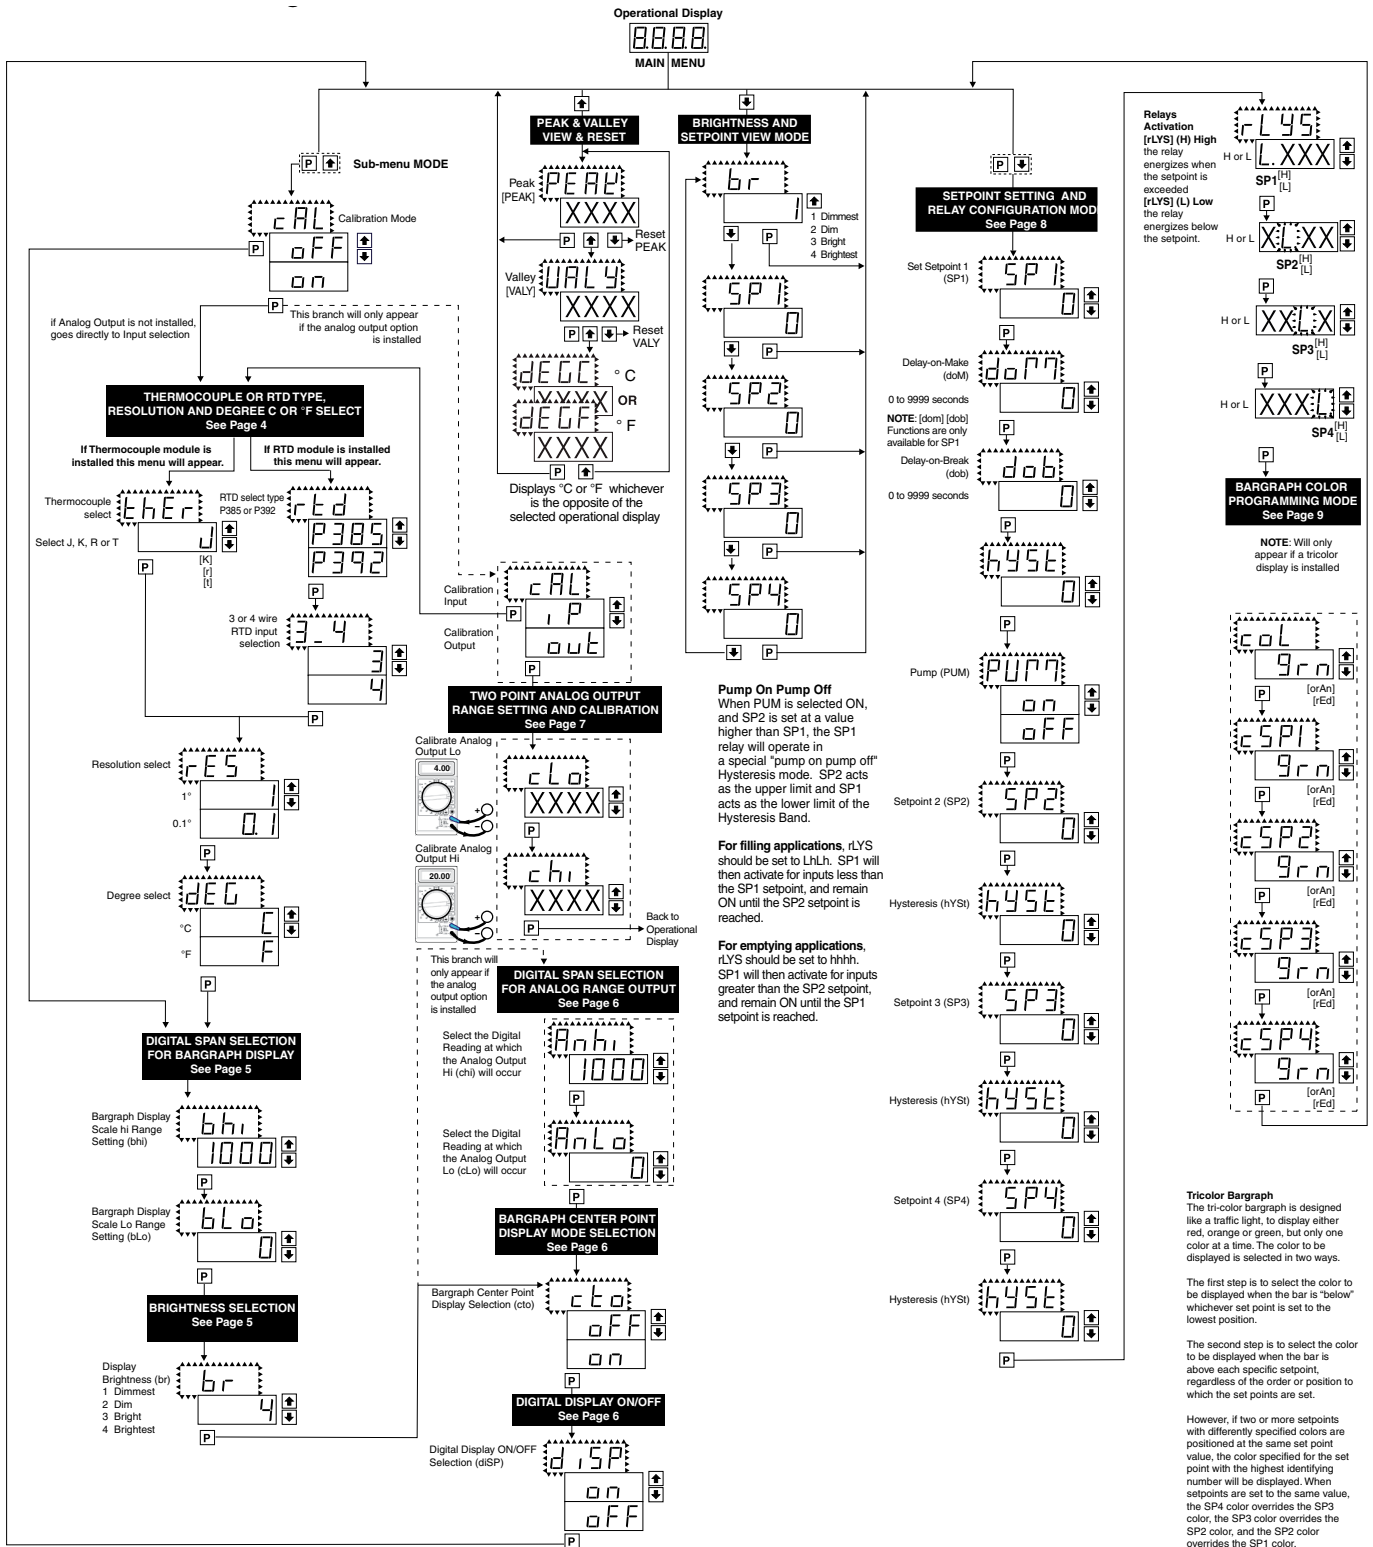 Operational Display
8.8.8.8.
MAIN MENU
P
Sub-menu MODE
cAL
Calibration Mode
P
oFF
on
P
if Analog Output is not installed,
goes directly to Input selection
This branch will only appear
if the analog output option
is installed
THERMOCOUPLE OR RTD TYPE,
RESOLUTION AND DEGREE C OR °F SELECT
See Page 4
If Thermocouple module is
installed this menu will appear.
If RTD module is installed
this menu will appear.
Thermocouple
select
thEr
Select J, K, R or T
J
[K]
[r]
[t]
P
RTD select type
P385 or P392
rtd
P385
P392
P
3 or 4 wire
RTD input
selection
3_4
3
4
P
Resolution select
rES
1°
1
0.1°
0.1
P
Degree select
dEG
°C
C
°F
F
P
DIGITAL SPAN SELECTION
FOR BARGRAPH DISPLAY
See Page 5
Bargraph Display
Scale hi Range
Setting (bhi)
bhi
1000
P
Bargraph Display
Scale Lo Range
Setting (bLo)
bLo
0
P
BRIGHTNESS SELECTION
See Page 5
Display
Brightness (br)
1 Dimmest
2 Dim
3 Bright
4 Brightest
br
4
P
PEAK & VALLEY
VIEW & RESET
Peak
[PEAK]
PEAK
XXXX
P
Reset
PEAK
Valley
[VALY]
VALY
XXXX
P
Reset
VALY
dEGC
° C
XXXX
OR
dEGF
° F
XXXX
P
Displays °C or °F whichever
is the opposite of the
selected operational display
Calibration
Input
cAL
P
iP
Calibration
Output
out
P
TWO POINT ANALOG OUTPUT
RANGE SETTING AND CALIBRATION
See Page 7
Calibrate Analog
Output Lo
4.00
+
−
cLo
XXXX
P
Calibrate Analog
Output Hi
20.00
+
−
chi
XXXX
P
Back to
Operational
Display
This branch will
only appear if
the analog
output option
is installed
DIGITAL SPAN SELECTION
FOR ANALOG RANGE OUTPUT
See Page 6
Select the Digital
Reading at which
the Analog Output
Hi (chi) will occur
Anhi
1000
P
Select the Digital
Reading at which
the Analog Output
Lo (cLo) will occur
AnLo
0
P
BARGRAPH CENTER POINT
DISPLAY MODE SELECTION
See Page 6
Bargraph Center Point
Display Selection (cto)
cto
oFF
on
P
DIGITAL DISPLAY ON/OFF
See Page 6
Digital Display ON/OFF
Selection (diSP)
diSP
on
oFF
P
BRIGHTNESS AND
SETPOINT VIEW MODE
br
1
1 Dimmest
2 Dim
3 Bright
4 Brightest
P
SP1
0
P
SP2
0
P
SP3
0
P
SP4
0
P
Pump On Pump Off
When PUM is selected ON,
and SP2 is set at a value
higher than SP1, the SP1
relay will operate in
a special "pump on pump off"
Hysteresis mode. SP2 acts
as the upper limit and SP1
acts as the lower limit of the
Hysteresis Band.
For filling applications, rLYS
should be set to LhLh. SP1 will
then activate for inputs less than
the SP1 setpoint, and remain
ON until the SP2 setpoint is
reached.
For emptying applications,
rLYS should be set to hhhh.
SP1 will then activate for inputs
greater than the SP2 setpoint,
and remain ON until the SP1
setpoint is reached.
P
SETPOINT SETTING AND
RELAY CONFIGURATION MOD
See Page 8
Set Setpoint 1
(SP1)
SP1
0
P
Delay-on-Make
(doM)
doM
0 to 9999 seconds
0
NOTE: [dom] [dob]
Functions are only
available for SP1
P
Delay-on-Break
(dob)
dob
0 to 9999 seconds
0
P
hYSt
0
P
Pump (PUM)
PUM
on
oFF
P
Setpoint 2 (SP2)
SP2
0
P
Hysteresis (hYSt)
hYSt
0
P
Setpoint 3 (SP3)
SP3
0
P
Hysteresis (hYSt)
hYSt
0
P
Setpoint 4 (SP4)
SP4
0
P
Hysteresis (hYSt)
hYSt
0
P
Relays
Activation
[rLYS] (H) High
the relay
energizes when
the setpoint is
exceeded
[rLYS] (L) Low
the relay
energizes below
the setpoint.
rLYS
H or L
L.XXX
SP1 [H]
[L]
P
H or L
XLXX
SP2 [H]
[L]
P
H or L
XXLX
SP3 [H]
[L]
P
H or L
XXXL
SP4 [H]
[L]
P
BARGRAPH COLOR
PROGRAMMING MODE
See Page 9
NOTE: Will only
appear if a tricolor
display is installed
coL
grn
[orAn]
[rEd]
P
cSP1
grn
[orAn]
[rEd]
P
cSP2
grn
[orAn]
[rEd]
P
cSP3
grn
[orAn]
[rEd]
P
cSP4
grn
[orAn]
[rEd]
P
Tricolor Bargraph
The tri-color bargraph is designed
like a traffic light, to display either
red, orange or green, but only one
color at a time. The color to be
displayed is selected in two ways.
The first step is to select the color to
be displayed when the bar is “below”
whichever set point is set to the
lowest position.
The second step is to select the color
to be displayed when the bar is
above each specific setpoint,
regardless of the order or position to
which the set points are set.
However, if two or more setpoints
with differently specified colors are
positioned at the same set point
value, the color specified for the set
point with the highest identifying
number will be displayed. When
setpoints are set to the same value,
the SP4 color overrides the SP3
color, the SP3 color overrides the
SP2 color, and the SP2 color
overrides the SP1 color.